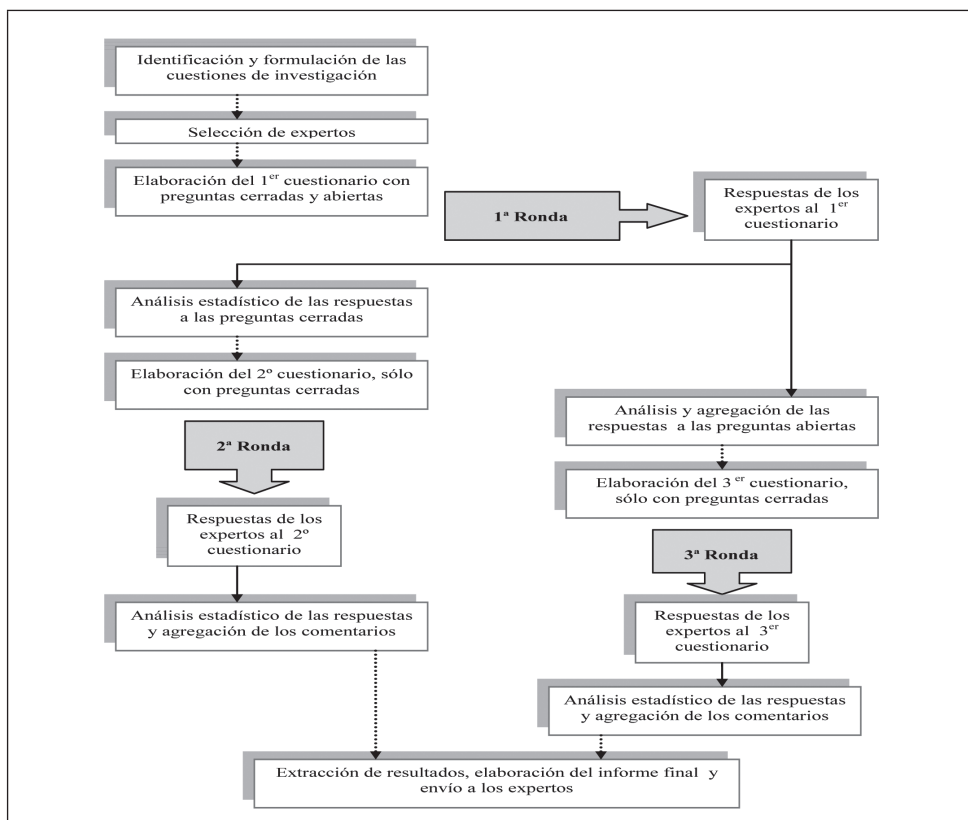 Identificación y formulación de las
cuestiones de investigación
Selección de expertos
Elaboración del 1er cuestionario con
preguntas cerradas y abiertas
1ª Ronda
Respuestas de los
expertos al 1er
cuestionario
Análisis estadístico de las respuestas
a las preguntas cerradas
Elaboración del 2º cuestionario, sólo
con preguntas cerradas
2ª Ronda
Respuestas de los
expertos al 2º
cuestionario
Análisis estadístico de las respuestas
y agregación de los comentarios
Análisis y agregación de las
respuestas a las preguntas abiertas
Elaboración del 3er cuestionario,
sólo con preguntas cerradas
3ª Ronda
Respuestas de los
expertos al 3er
cuestionario
Análisis estadístico de las respuestas
y agregación de los comentarios
Extracción de resultados, elaboración del informe final y
envío a los expertos